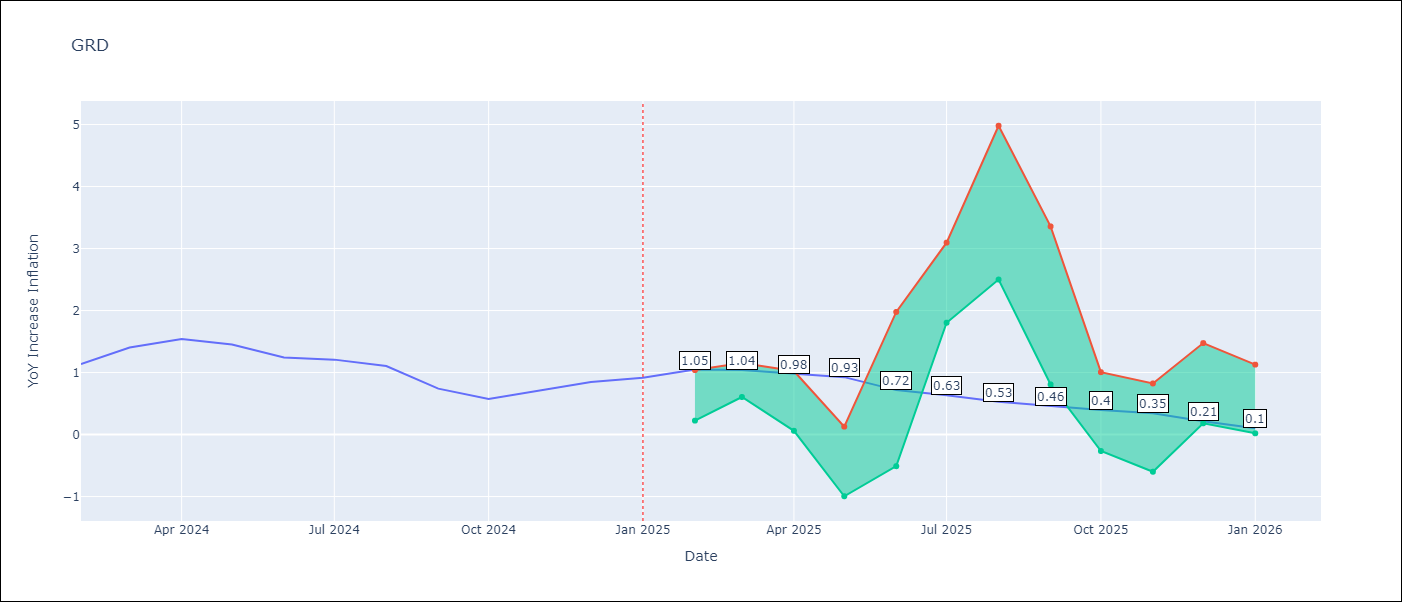 GRD
YoY Increase Inflation
5
4
3
2
1
0
−1
1.05
1.04
0.98
0.93
0.72
0.63
0.53
0.46
0.4
0.35
0.21
0.1
Apr 2024
Jul 2024
Oct 2024
Jan 2025
Apr 2025
Jul 2025
Oct 2025
Jan 2026
Date